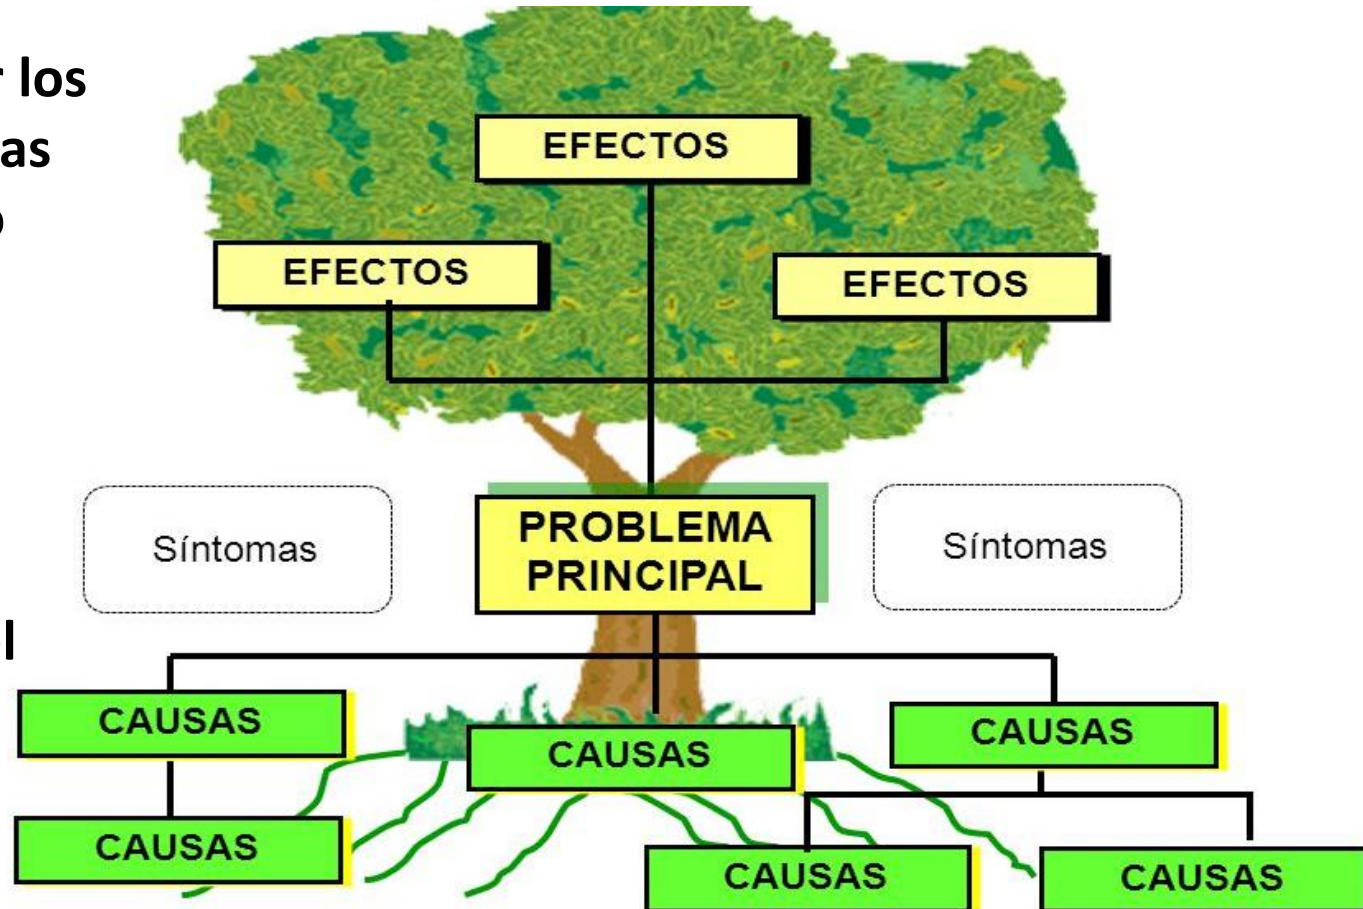 r los
as
EFECTOS
EFECTOS
EFECTOS
PROBLEMA
PRINCIPAL
Síntomas
Síntomas
l
CAUSAS
CAUSAS
CAUSAS
CAUSAS
CAUSAS
CAUSAS